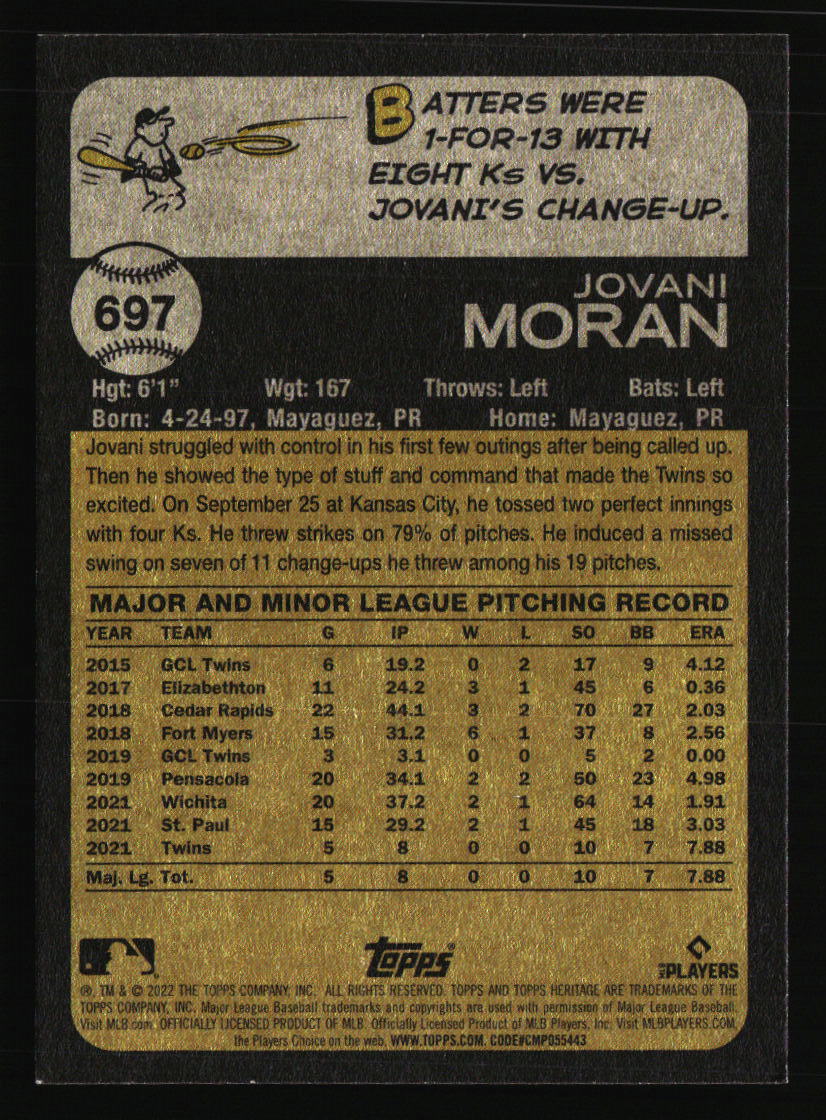 BATTERS WERE
1-FOR-13 WITH
EIGHT Ks VS.
JOVANI'S CHANGE-UP.
697
JOVANI
MORAN
Hgt: 6'1" Wgt: 167 Throws: Left Bats: Left
Born: 4-24-97, Mayaguez, PR Home: Mayaguez, PR
Jovani struggled with control in his first few outings after being called up.
Then he showed the type of stuff and command that made the Twins so
excited. On September 25 at Kansas City, he tossed two perfect innings
with four Ks. He threw strikes on 79% of pitches. He induced a missed
swing on seven of 11 change-ups he threw among his 19 pitches.
MAJOR AND MINOR LEAGUE PITCHING RECORD
YEAR TEAM G IP W L SO BB ERA
2015 GCL Twins 6 19.2 0 2 17 9 4.12
2017 Elizabethton 11 24.2 3 1 45 6 0.36
2018 Cedar Rapids 22 44.1 3 2 70 27 2.03
2018 Fort Myers 15 31.2 6 1 37 8 2.56
2019 GCL Twins 3 3.1 0 0 5 2 0.00
2019 Pensacola 20 34.1 2 2 50 23 4.98
2021 Wichita 20 37.2 2 1 64 14 1.91
2021 St. Paul 15 29.2 2 1 45 18 3.03
2021 Twins 5 8 0 0 10 7 7.88
Maj. Lg. Tot. 5 8 0 0 10 7 7.88
Topps® MLB PLAYERS
®, TM & © 2022 THE TOPPS COMPANY, INC. ALL RIGHTS RESERVED. TOPPS AND TOPPS HERITAGE ARE TRADEMARKS OF THE
TOPPS COMPANY, INC. Major League Baseball trademarks and copyrights are used with permission of Major League Baseball.
Visit MLB.com. OFFICIALLY LICENSED PRODUCT OF MLB. Officially Licensed Product of MLB Players, Inc. Visit MLBPLAYERS.COM,
the Players Choice on the web. WWW.TOPPS.COM. CODE#CMP055443